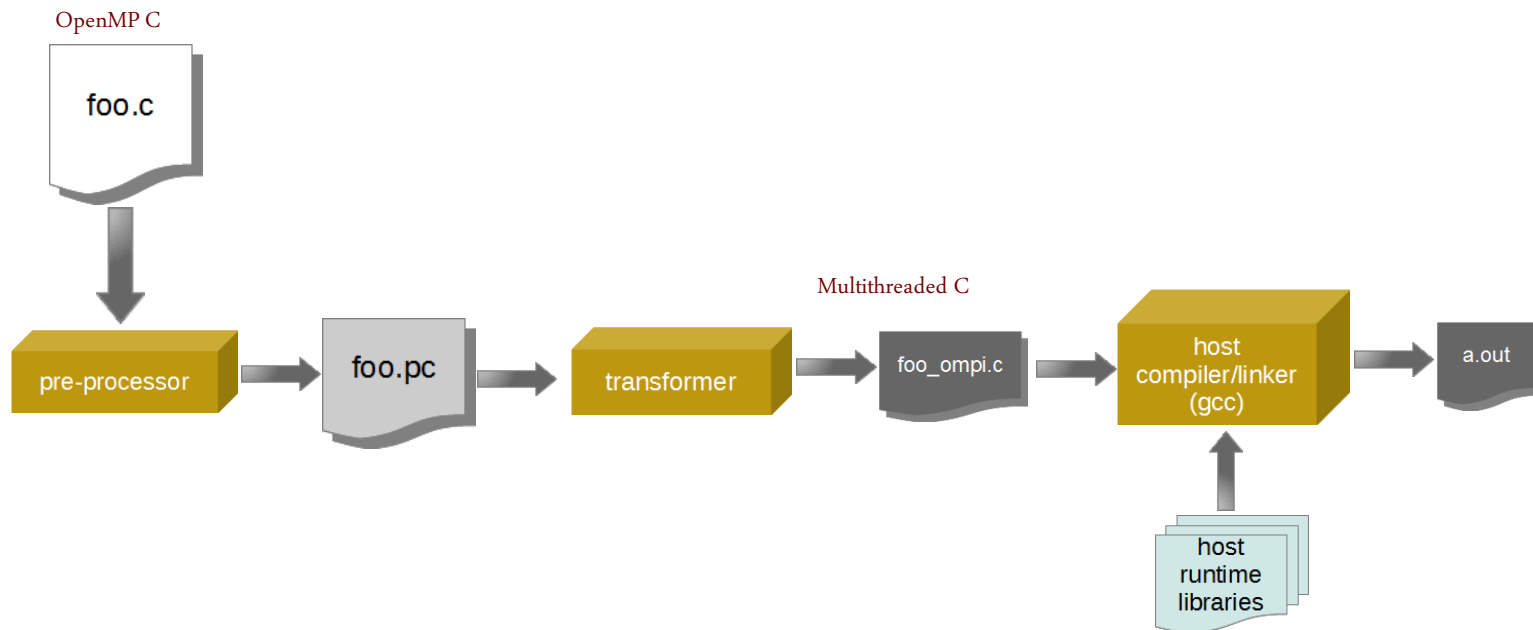 OpenMP C
foo.c
pre-processor
foo.pc
transformer
Multithreaded C
foo_ompi.c
host
compiler/linker
(gcc)
a.out
host
runtime
libraries